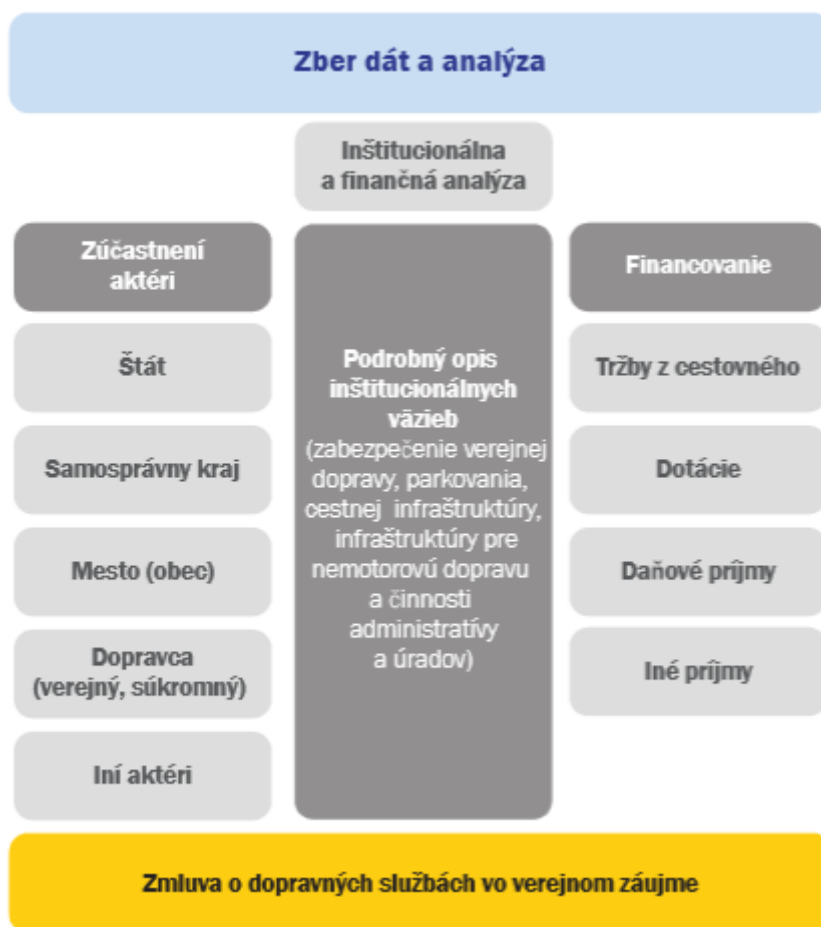 Zber dát a analýza
Inštitucionálna
a finančná analýza
Zúčastnení
aktéri
Štát
Samosprávny kraj
Mesto (obec)
Dopravca
(verejný, súkromný)
Iní aktéri
Podrobný opis
inštitucionálnych
väzieb
(zabezpečenie verejnej
dopravy, parkovania,
cestnej infraštruktúry,
infraštruktúry pre
nemotorovú dopravu
a činnosti
administratívy
a úradov)
Financovanie
Tržby z cestovného
Dotácie
Daňové príjmy
Iné príjmy
Zmluva o dopravných službách vo verejnom záujme